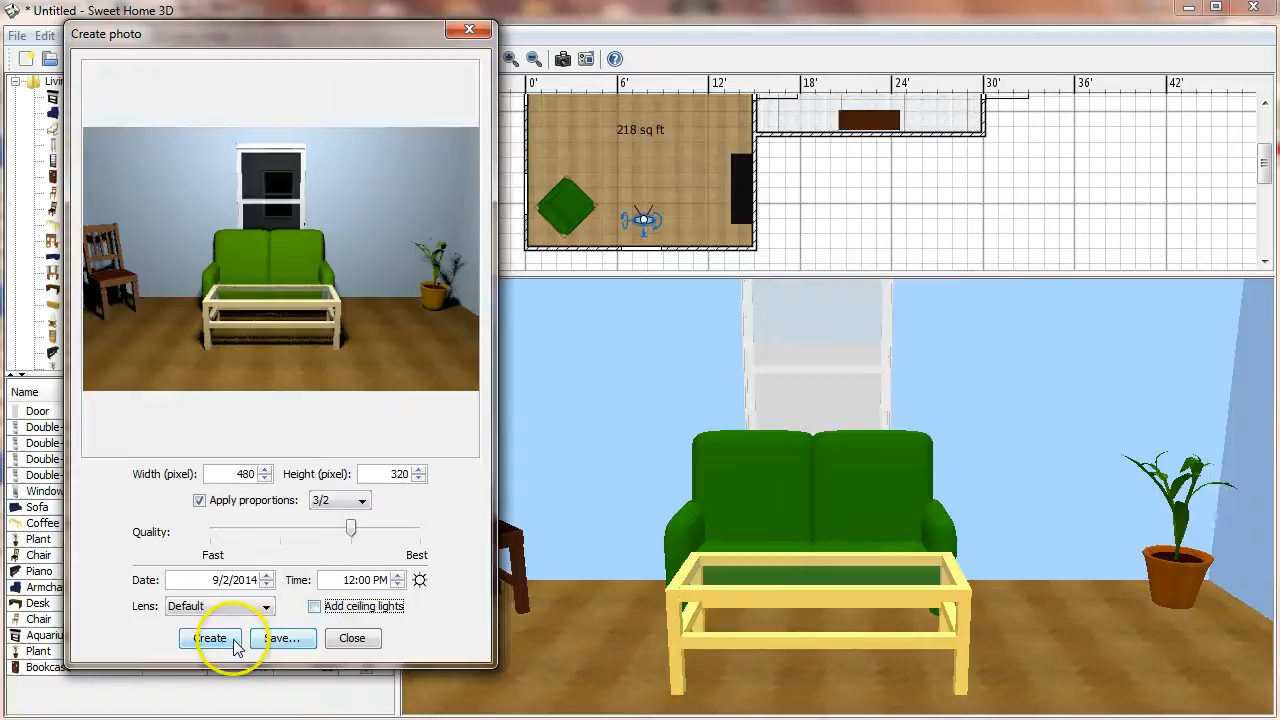 * Untitled - Sweet Home 3D
File Edit
Create photo
Livin
0' 6' 12' 18' 24' 30' 36' 42'
218 sq ft
Name
Door
Double-
Double-
Double-
Double-
Window
Sofa
Coffee
Plant
Chair
Piano
Armcha
Desk
Chair
Aquariu
Plant
Bookcas
Width (pixel): 480 Height (pixel): 320
Apply proportions: 3/2
Quality:
Fast Best
Date: 9/2/2014 Time: 12:00 PM
Lens: Default Add ceiling lights
Create Save... Close